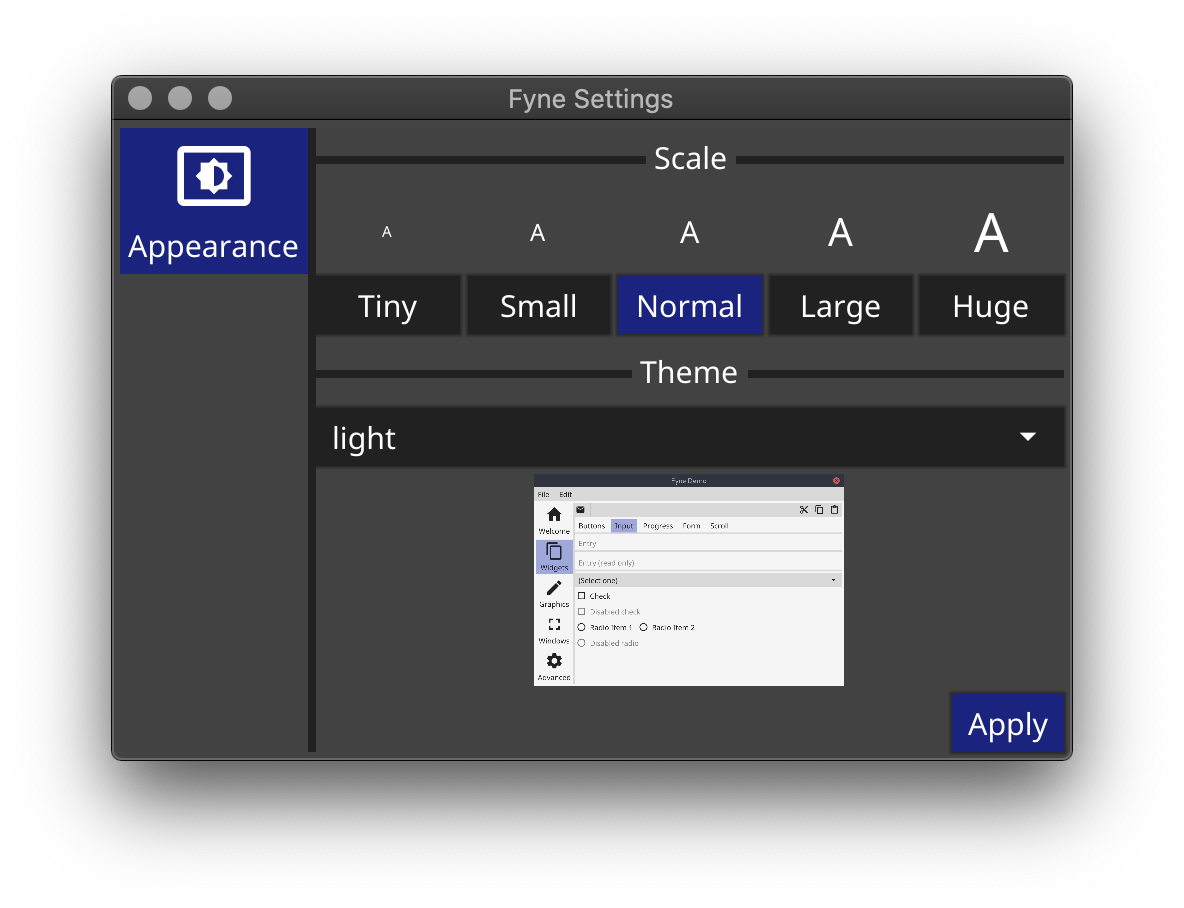 Fyne Settings
Appearance
Scale
A A A A A
Tiny Small Normal Large Huge
Theme
light
Fyne Demo
File Edit
Welcome
Widgets
Graphics
Windows
Advanced
Buttons Input Progress Form Scroll
Entry
Entry (read only)
(Select one)
Check
Disabled check
Radio Item 1 Radio Item 2
Disabled radio
Apply